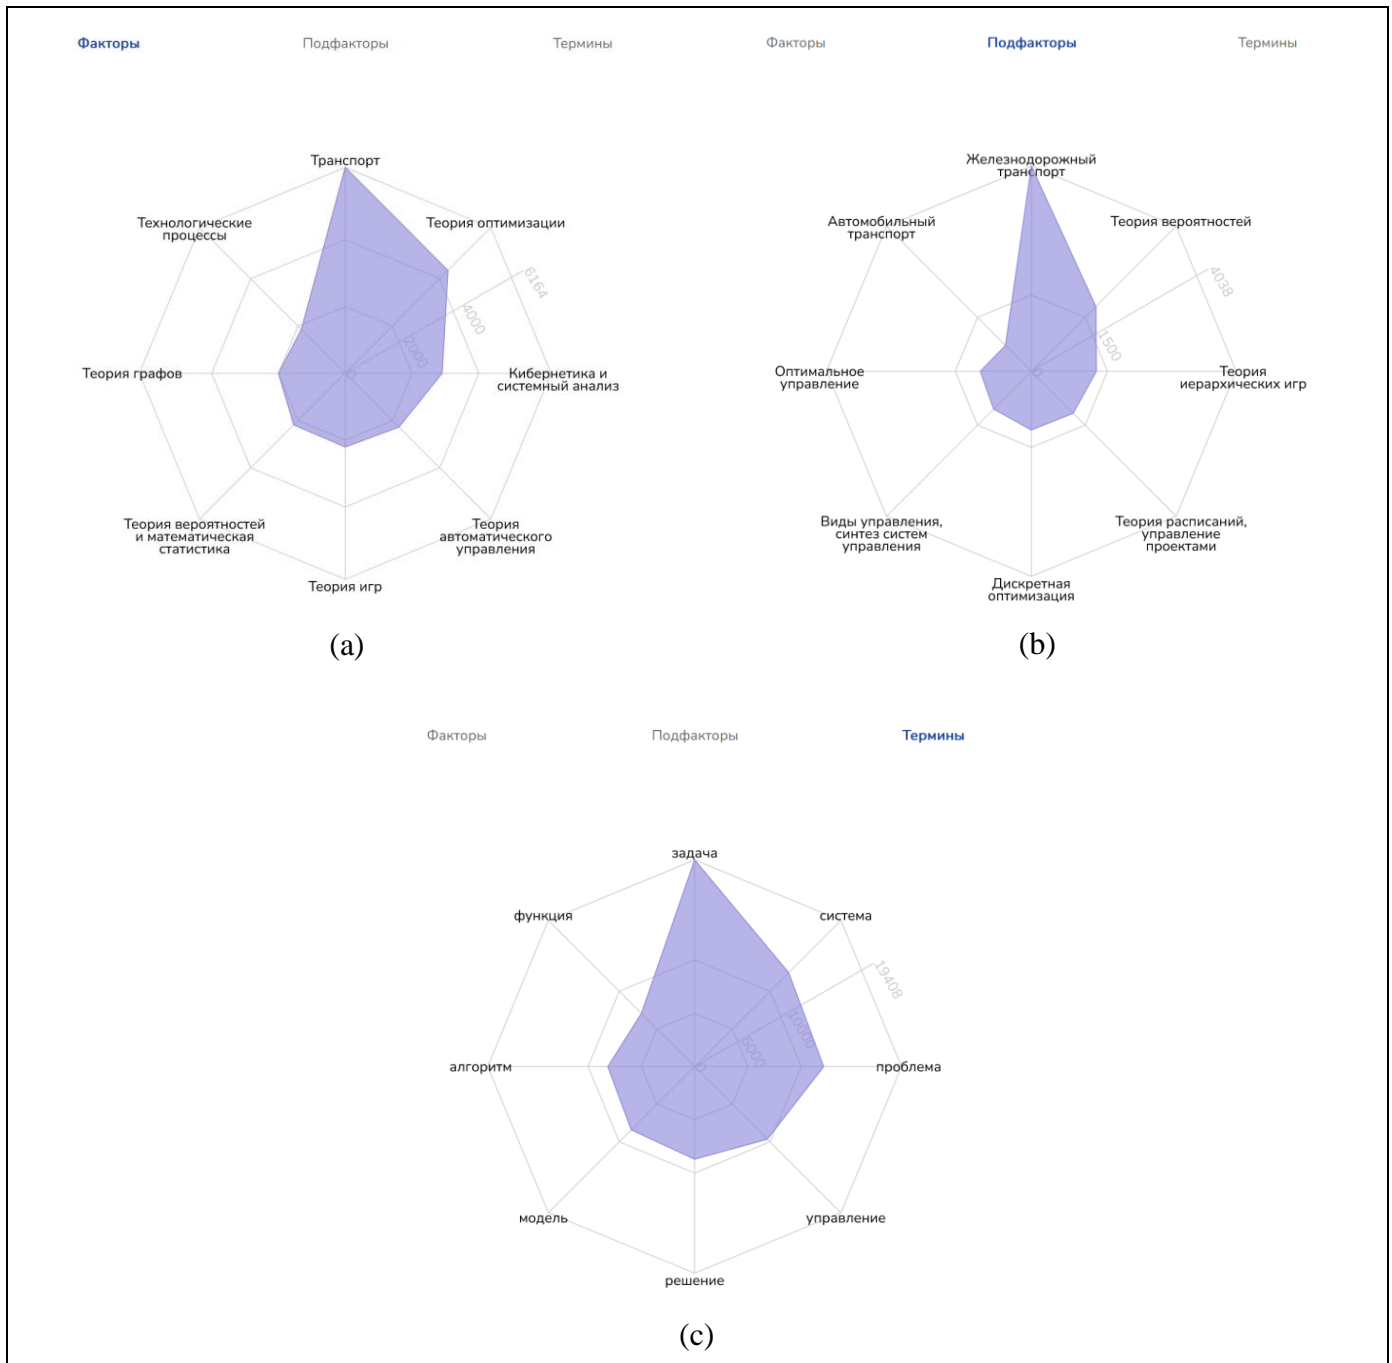 Факторы Подфакторы Термины
Транспорт
Технологические
процессы
Теория оптимизации
6164
4000
2000
0
Теория графов
Кибернетика и
системный анализ
Теория вероятностей
и математическая
статистика
Теория
автоматического
управления
Теория игр
(a)
Факторы Подфакторы Термины
Железнодорожный
транспорт
Автомобильный
транспорт
Теория вероятностей
4038
1500
0
Оптимальное
управление
Теория
иерархических игр
Виды управления,
синтез систем
управления
Теория расписаний,
управление
проектами
Дискретная
оптимизация
(b)
Факторы Подфакторы Термины
задача
функция
система
19408
10000
5000
0
алгоритм
проблема
модель
управление
решение
(c)